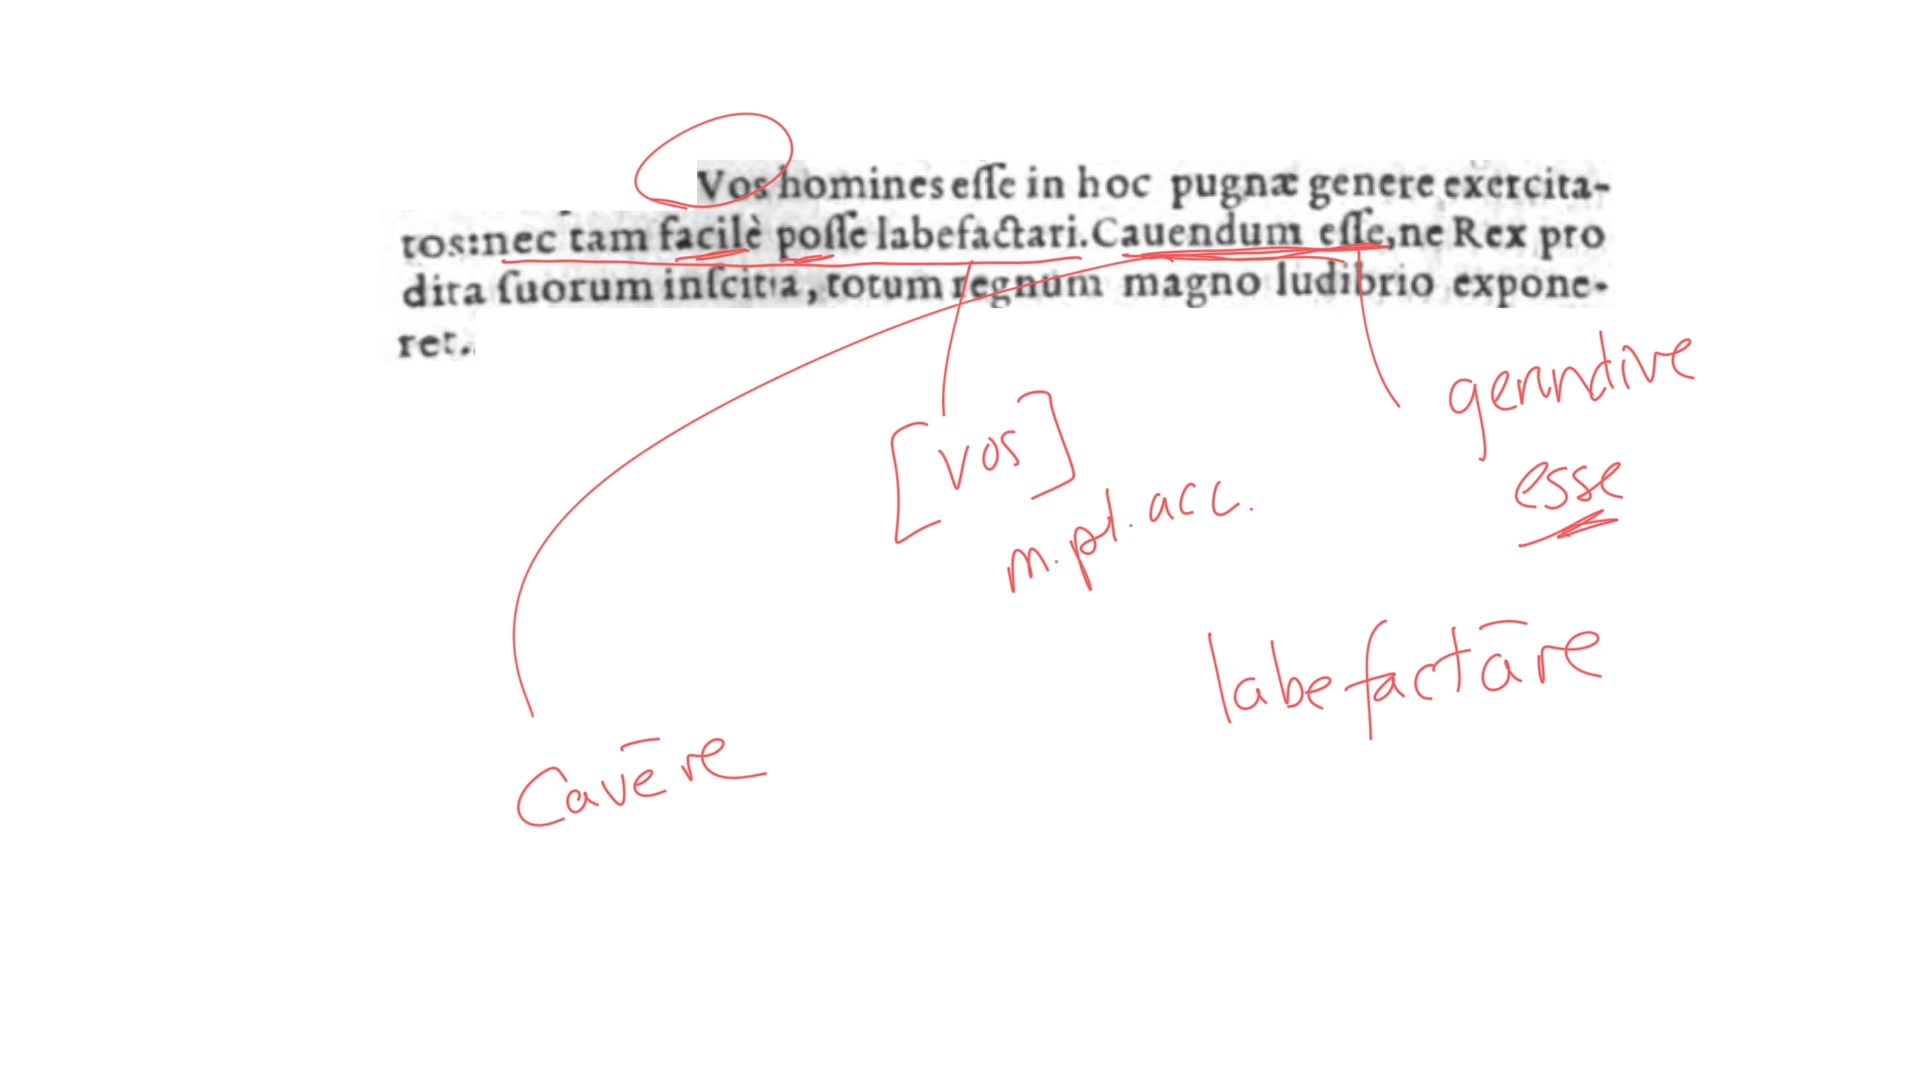 Vos homines eſſe in hoc pugnæ genere exercita-
tos: nec tam facilè poſſe labefactari. Cauendum eſſe, ne Rex pro
dita ſuorum inſcitia, totum regnum magno ludibrio expone-
ret.
gerundive
esse
[vos]
m. pl. acc.
labefactāre
Cavēre